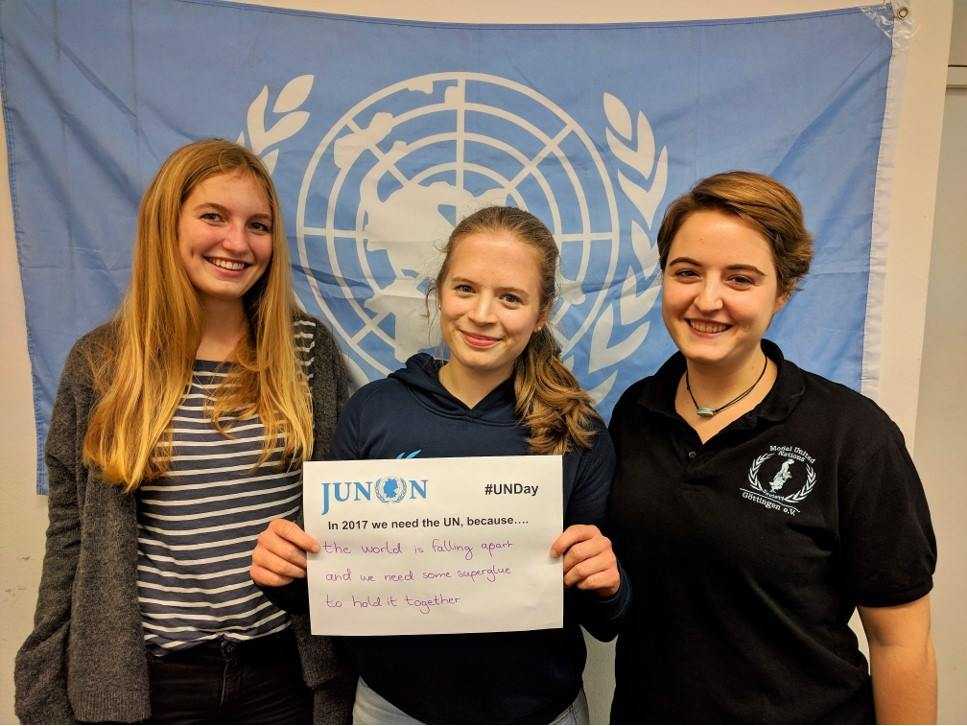 JUNON #UNDay
In 2017 we need the UN, because....
the world is falling apart
and we need some superglue
to hold it together
Model United
Nations
Göttingen e.V.